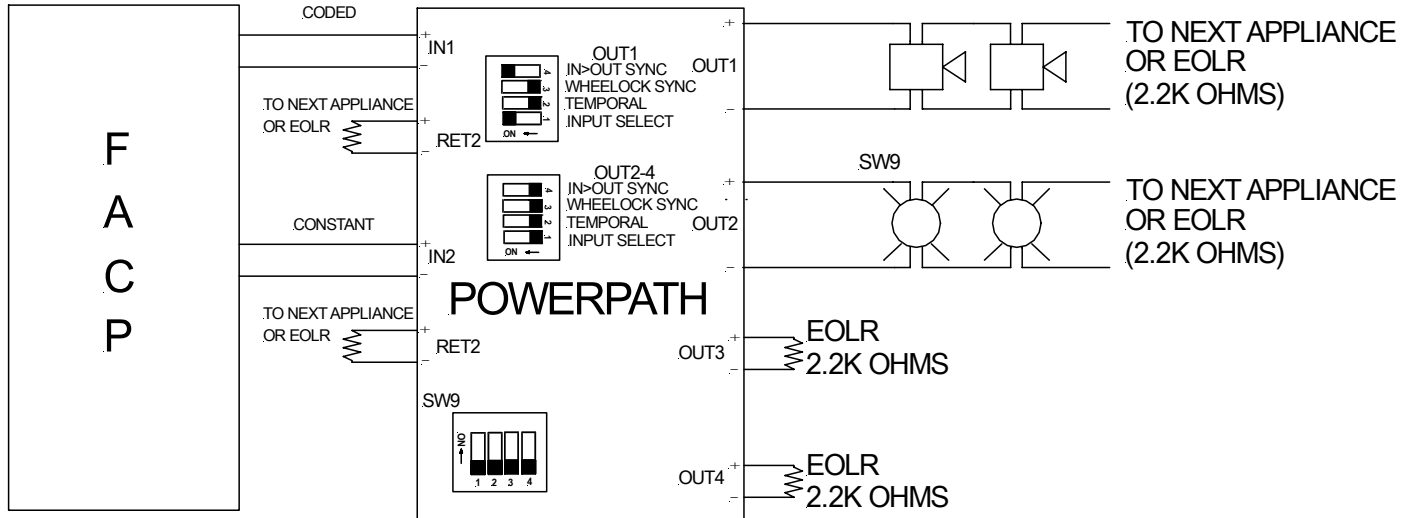 F
A
C
P
CODED
+
IN1
-
TO NEXT APPLIANCE
OR EOLR
+
RET2
-
CONSTANT
+
IN2
-
TO NEXT APPLIANCE
OR EOLR
+
RET2
-
OUT1
IN>OUT SYNC
WHEELOCK SYNC
TEMPORAL
INPUT SELECT
4
3
2
1
ON
OUT2-4
IN>OUT SYNC
WHEELOCK SYNC
TEMPORAL
INPUT SELECT
4
3
2
1
ON
POWERPATH
SW9
ON
1 2 3 4
+
OUT1
-
TO NEXT APPLIANCE
OR EOLR
(2.2K OHMS)
SW9
+
OUT2
-
TO NEXT APPLIANCE
OR EOLR
(2.2K OHMS)
+
OUT3
-
EOLR
2.2K OHMS
+
OUT4
-
EOLR
2.2K OHMS